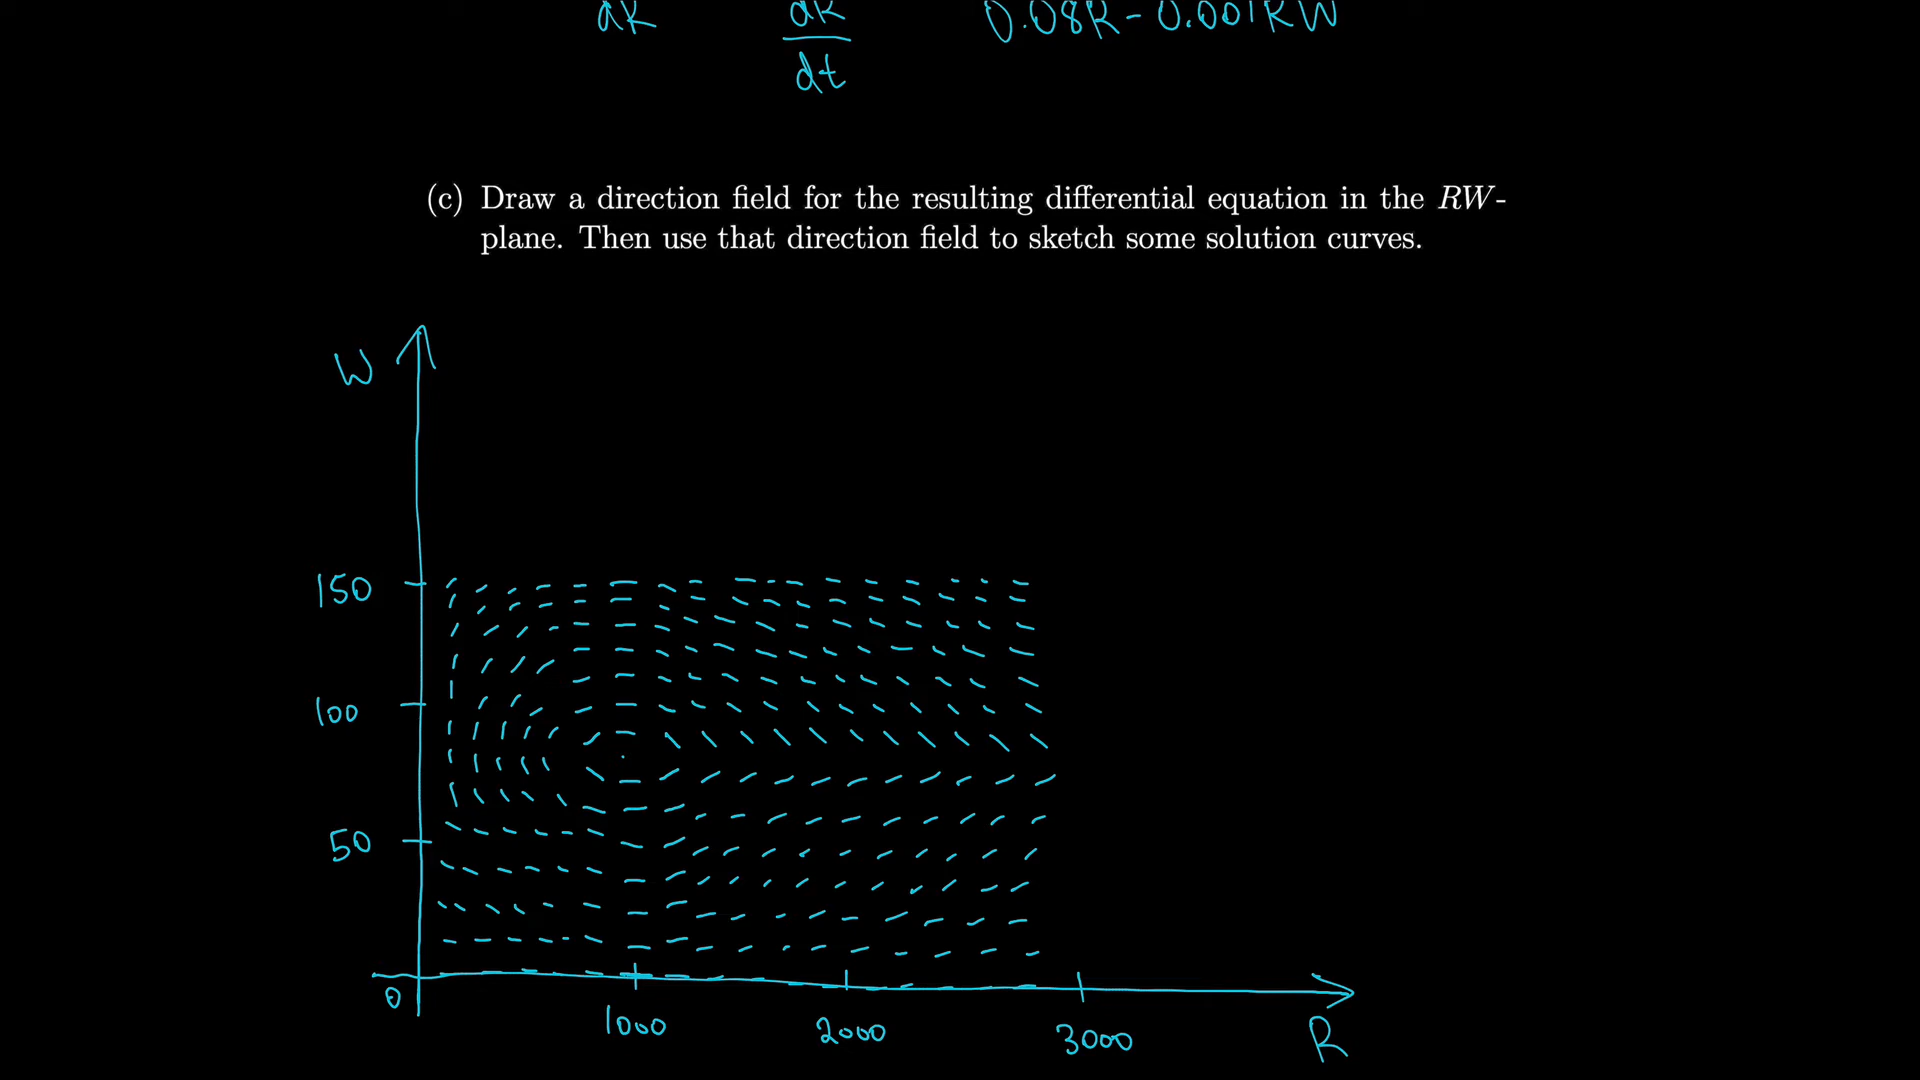 dR dR 0.08R - 0.001RW
dt
(c) Draw a direction field for the resulting differential equation in the RW-
plane. Then use that direction field to sketch some solution curves.
W
150
100
50
0
1000 2000 3000 R